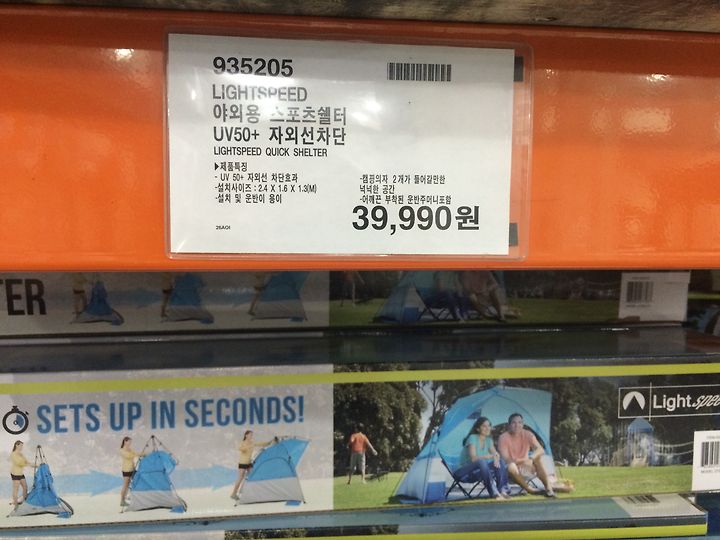 935205
LIGHTSPEED
야외용 스포츠쉘터
UV50+ 자외선차단
LIGHTSPEED QUICK SHELTER
▶제품특징
- UV 50+ 자외선 차단효과
-설치사이즈 : 2.4 X 1.6 X 1.3(M)
-설치 및 운반이 용이
-캠핑의자 2개가 들어갈만한
넉넉한 공간
-어깨끈 부착된 운반주머니포함
39,990원
TER
SETS UP IN SECONDS!
Light